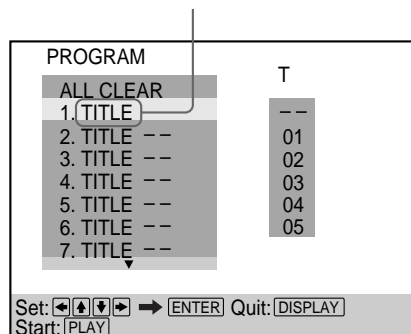 PROGRAM
T
ALL CLEAR
1. TITLE
– –
2. TITLE – –
01
3. TITLE – –
02
4. TITLE – –
03
5. TITLE – –
04
6. TITLE – –
05
7. TITLE – –
Set: ←↑↓→ ➡ ENTER Quit: DISPLAY
Start: PLAY